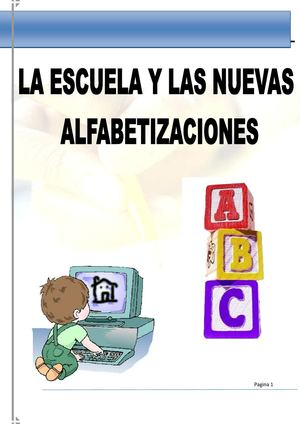 LA ESCUELA Y LAS NUEVAS
ALFABETIZACIONES
A
B
C
Pagina 1